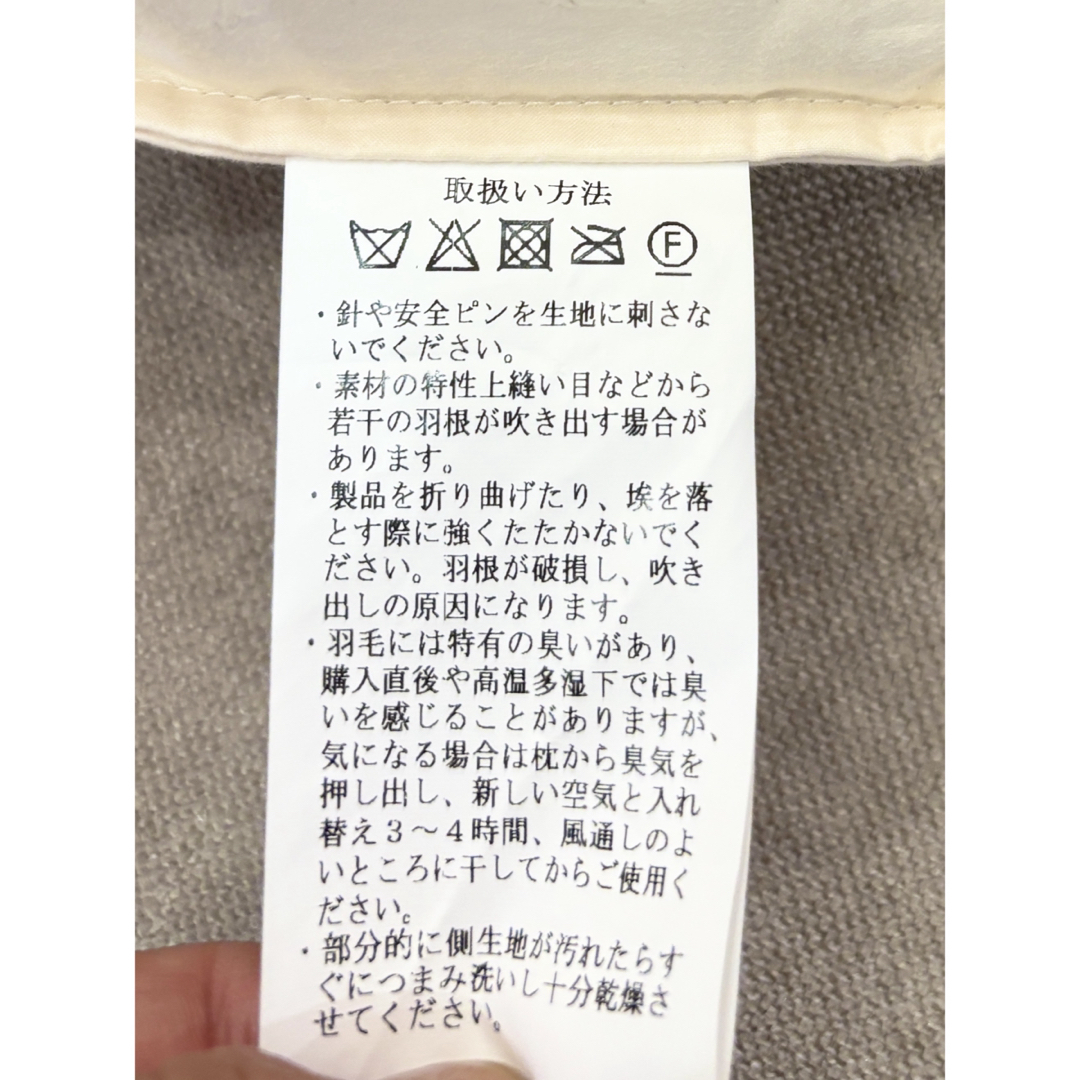 取扱い方法
F
・針や安全ピンを生地に刺さな
いでください。
・素材の特性上縫い目などから
若干の羽根が吹き出す場合が
あります。
・製品を折り曲げたり、埃を落
とす際に強くたたかないでく
ださい。羽根が破損し、吹き
出しの原因になります。
・羽毛には特有の臭いがあり、
購入直後や高温多湿下では臭
いを感じることがありますが、
気になる場合は枕から臭気を
押し出し、新しい空気と入れ
替え３～４時間、風通しのよ
いところに干してからご使用く
ださい。
・部分的に側生地が汚れたらす
ぐにつまみ洗いし十分乾燥さ
せてください。